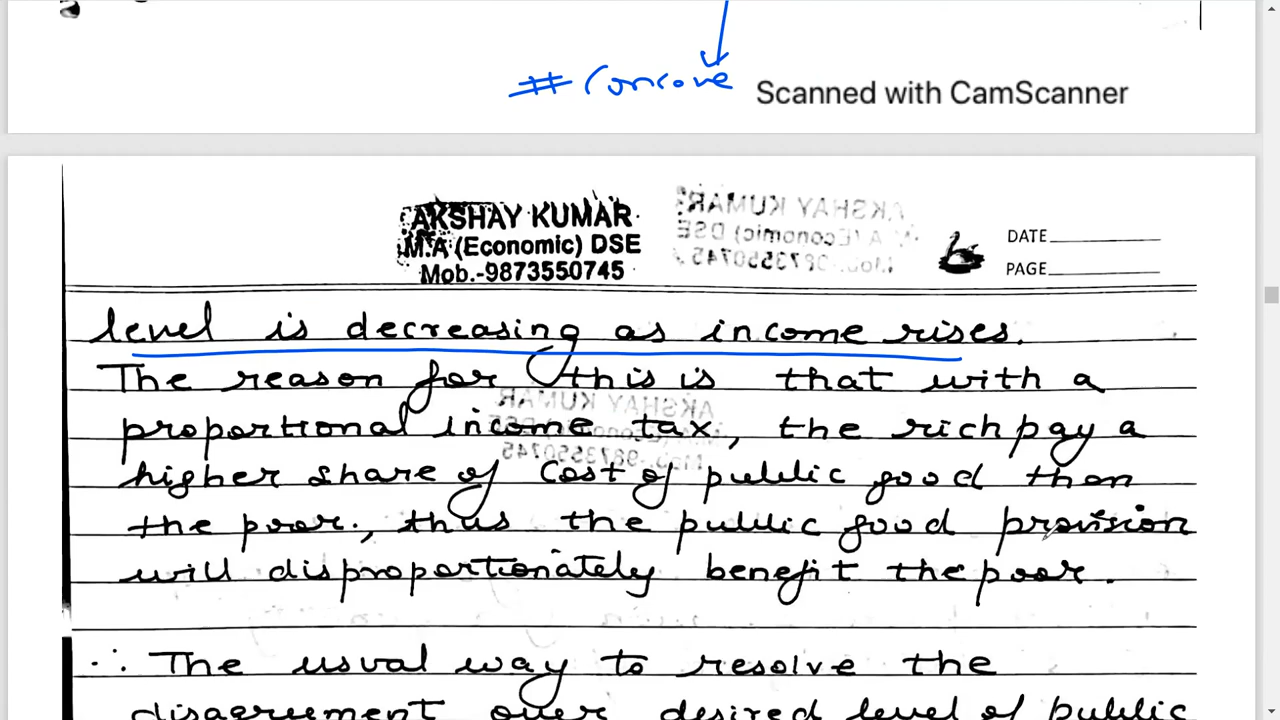 # Concave
Scanned with CamScanner
AKSHAY KUMAR
M.A (Economic) DSE
Mob.-9873550745
DATE
PAGE
level is decreasing as income rises.
The reason for this is that with a
proportional income tax, the rich pay a
higher share of cost of public good than
the poor., thus the public good provision
will disproportionately benefit the poor.
∴ The usual way to resolve the
disagreement over desired level of public